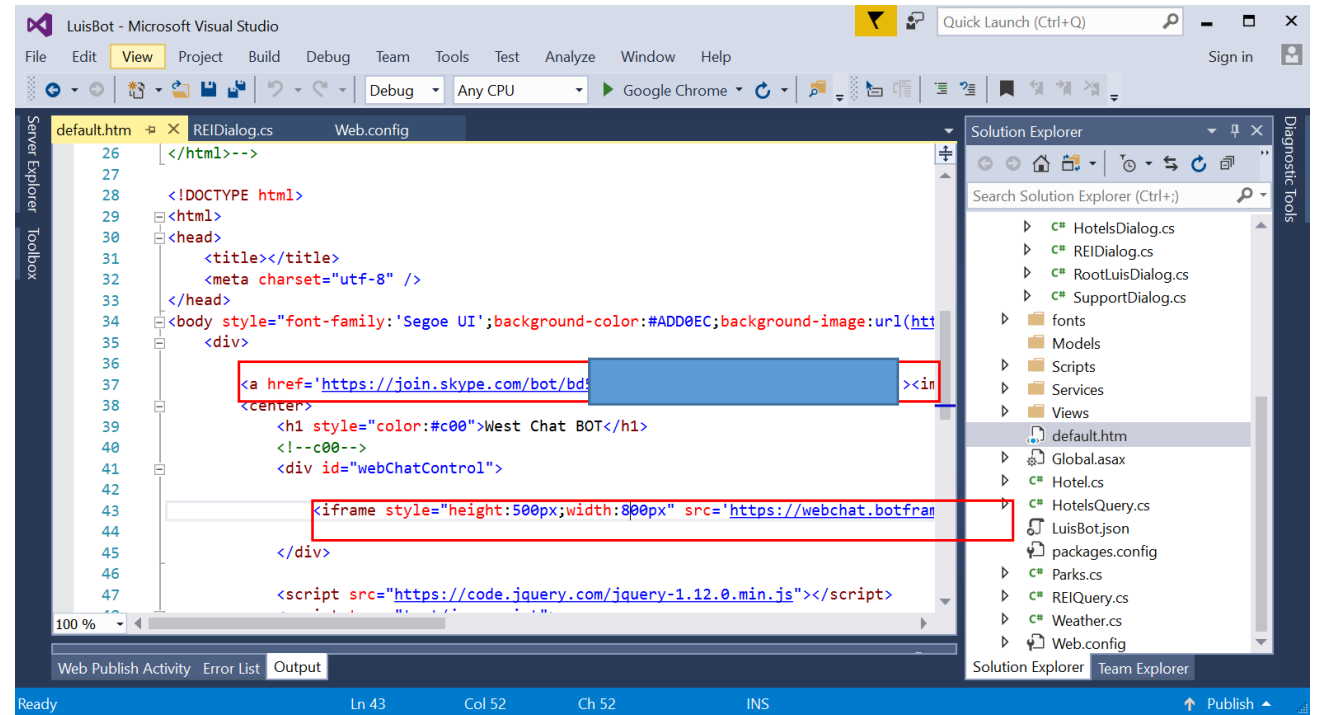 LuisBot - Microsoft Visual Studio
Quick Launch (Ctrl+Q)
File Edit View Project Build Debug Team Tools Test Analyze Window Help
Sign in
Debug Any CPU Google Chrome
Server Explorer
Toolbox
default.htm REIDialog.cs Web.config
26 </html>-->
27
28 <!DOCTYPE html>
29 <html>
30 <head>
31 <title></title>
32 <meta charset="utf-8" />
33 </head>
34 <body style="font-family:'Segoe UI';background-color:#ADD0EC;background-image:url(htt
35 <div>
36
37 <a href='https://join.skype.com/bot/bd ><im
38 <center>
39 <h1 style="color:#c00">West Chat BOT</h1>
40 <!--c00-->
41 <div id="webChatControl">
42
43 <iframe style="height:500px;width:800px" src='https://webchat.botfram
44
45 </div>
46
47 <script src="https://code.jquery.com/jquery-1.12.0.min.js"></script>
100 %
Web Publish Activity Error List Output
Solution Explorer
Search Solution Explorer (Ctrl+;)
C# HotelsDialog.cs
C# REIDialog.cs
C# RootLuisDialog.cs
C# SupportDialog.cs
fonts
Models
Scripts
Services
Views
default.htm
Global.asax
C# Hotel.cs
C# HotelsQuery.cs
LuisBot.json
packages.config
C# Parks.cs
C# REIQuery.cs
C# Weather.cs
Web.config
Solution Explorer Team Explorer
Diagnostic Tools
Ready Ln 43 Col 52 Ch 52 INS Publish